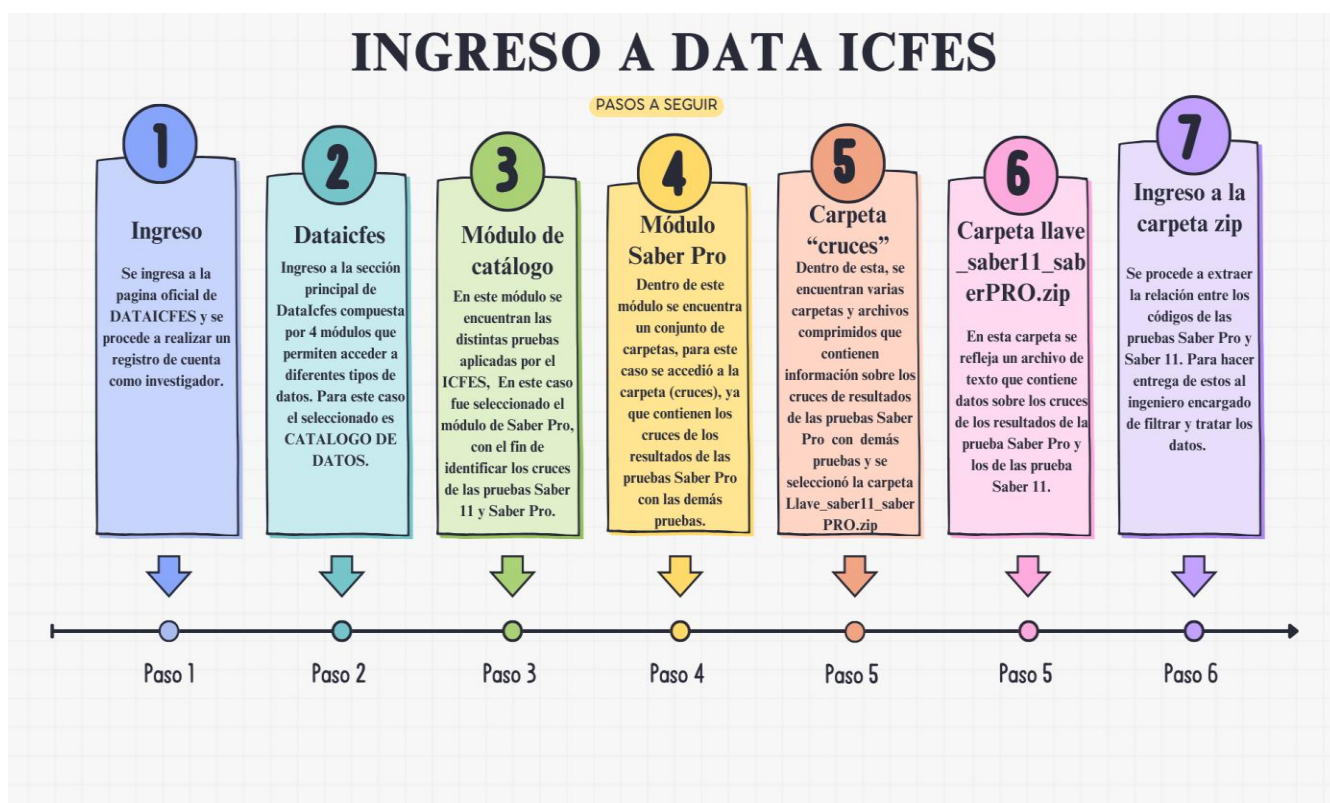 INGRESO A DATA ICFES
PASOS A SEGUIR
1
Ingreso
Se ingresa a la
pagina oficial de
DATAICFES y se
procede a realizar un
registro de cuenta
como investigador.
2
Dataicfes
Ingreso a la sección
principal de
DataIcfes compuesta
por 4 módulos que
permiten acceder a
diferentes tipos de
datos. Para este caso
el seleccionado es
CATALOGO DE
DATOS.
3
Módulo de
catálogo
En este módulo se
encuentran las
distintas pruebas
aplicadas por el
ICFES, En este caso
fue seleccionado el
módulo de Saber Pro,
con el fin de
identificar los cruces
de las pruebas Saber
11 y Saber Pro.
4
Módulo
Saber Pro
Dentro de este
módulo se encuentra
un conjunto de
carpetas, para este
caso se accedió a la
carpeta (cruces), ya
que contienen los
cruces de los
resultados de las
pruebas Saber Pro
con las demás
pruebas.
5
Carpeta
“cruces”
Dentro de esta, se
encuentran varias
carpetas y archivos
comprimidos que
contienen
información sobre los
cruces de resultados
de las pruebas Saber
Pro con demás
pruebas y se
seleccionó la carpeta
Llave_saber11_saber
PRO.zip
6
Carpeta llave
_saber11_sab
erPRO.zip
En esta carpeta se
refleja un archivo de
texto que contiene
datos sobre los cruces
de los resultados de la
prueba Saber Pro y
los de las prueba
Saber 11.
7
Ingreso a la
carpeta zip
Se procede a extraer
la relación entre los
códigos de las
pruebas Saber Pro y
Saber 11. Para hacer
entrega de estos al
ingeniero encargado
de filtrar y tratar los
datos.
Paso 1
Paso 2
Paso 3
Paso 4
Paso 5
Paso 5
Paso 6